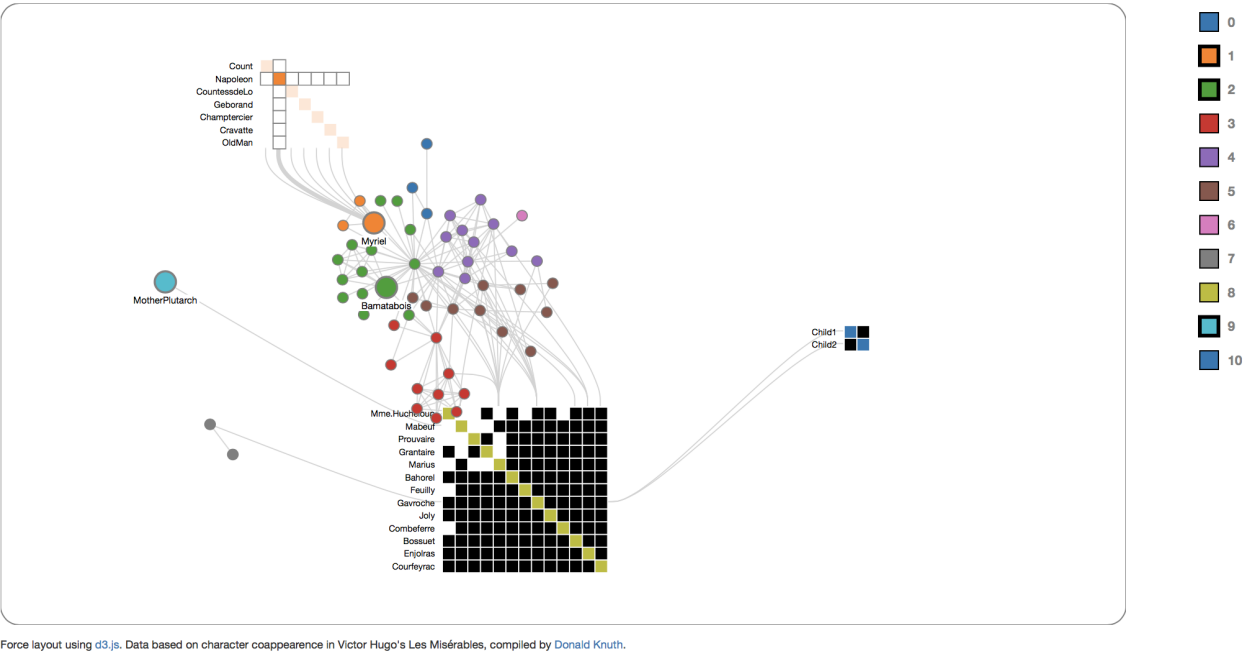 0
1
2
3
4
5
6
7
8
9
10
Count
Napoleon
CountessdeLo
Geborand
Champtercier
Cravatte
OldMan
Myriel
MotherPlutarch
Bamatabois
Child1
Child2
Mme.Hucheloup
Mabeuf
Prouvaire
Grantaire
Marius
Bahorel
Feuilly
Gavroche
Joly
Combeferre
Bossuet
Enjolras
Courfeyrac
Force layout using d3.js. Data based on character coappearence in Victor Hugo's Les Misérables, compiled by Donald Knuth.